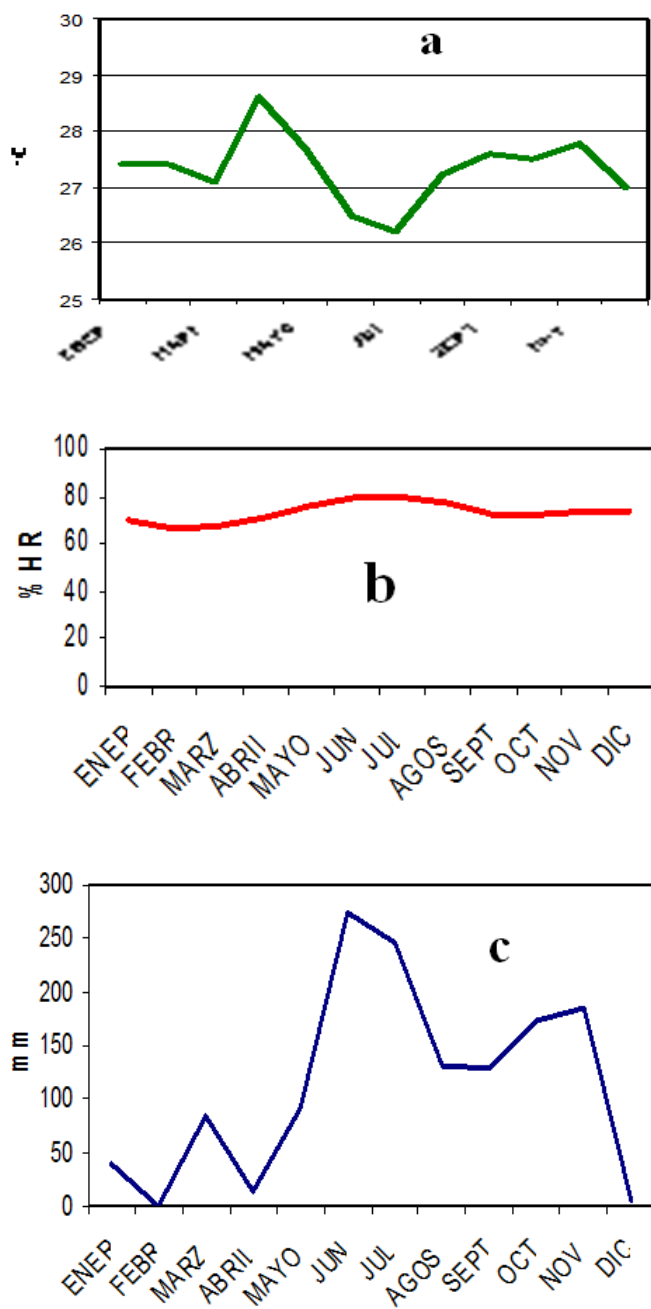 a
30
29
28
27
26
25
MAYO
b
% HR
100
80
60
40
20
0
ENEP
FEBR
MARZ
ABRIl
MAYO
JUN
JUL
AGOS
SEPT
OCT
NOV
DIC
c
mm
300
250
200
150
100
50
0
ENEP
FEBR
MARZ
ABRIL
MAYO
JUN
JUL
AGOS
SEPT
OCT
NOV
DIC